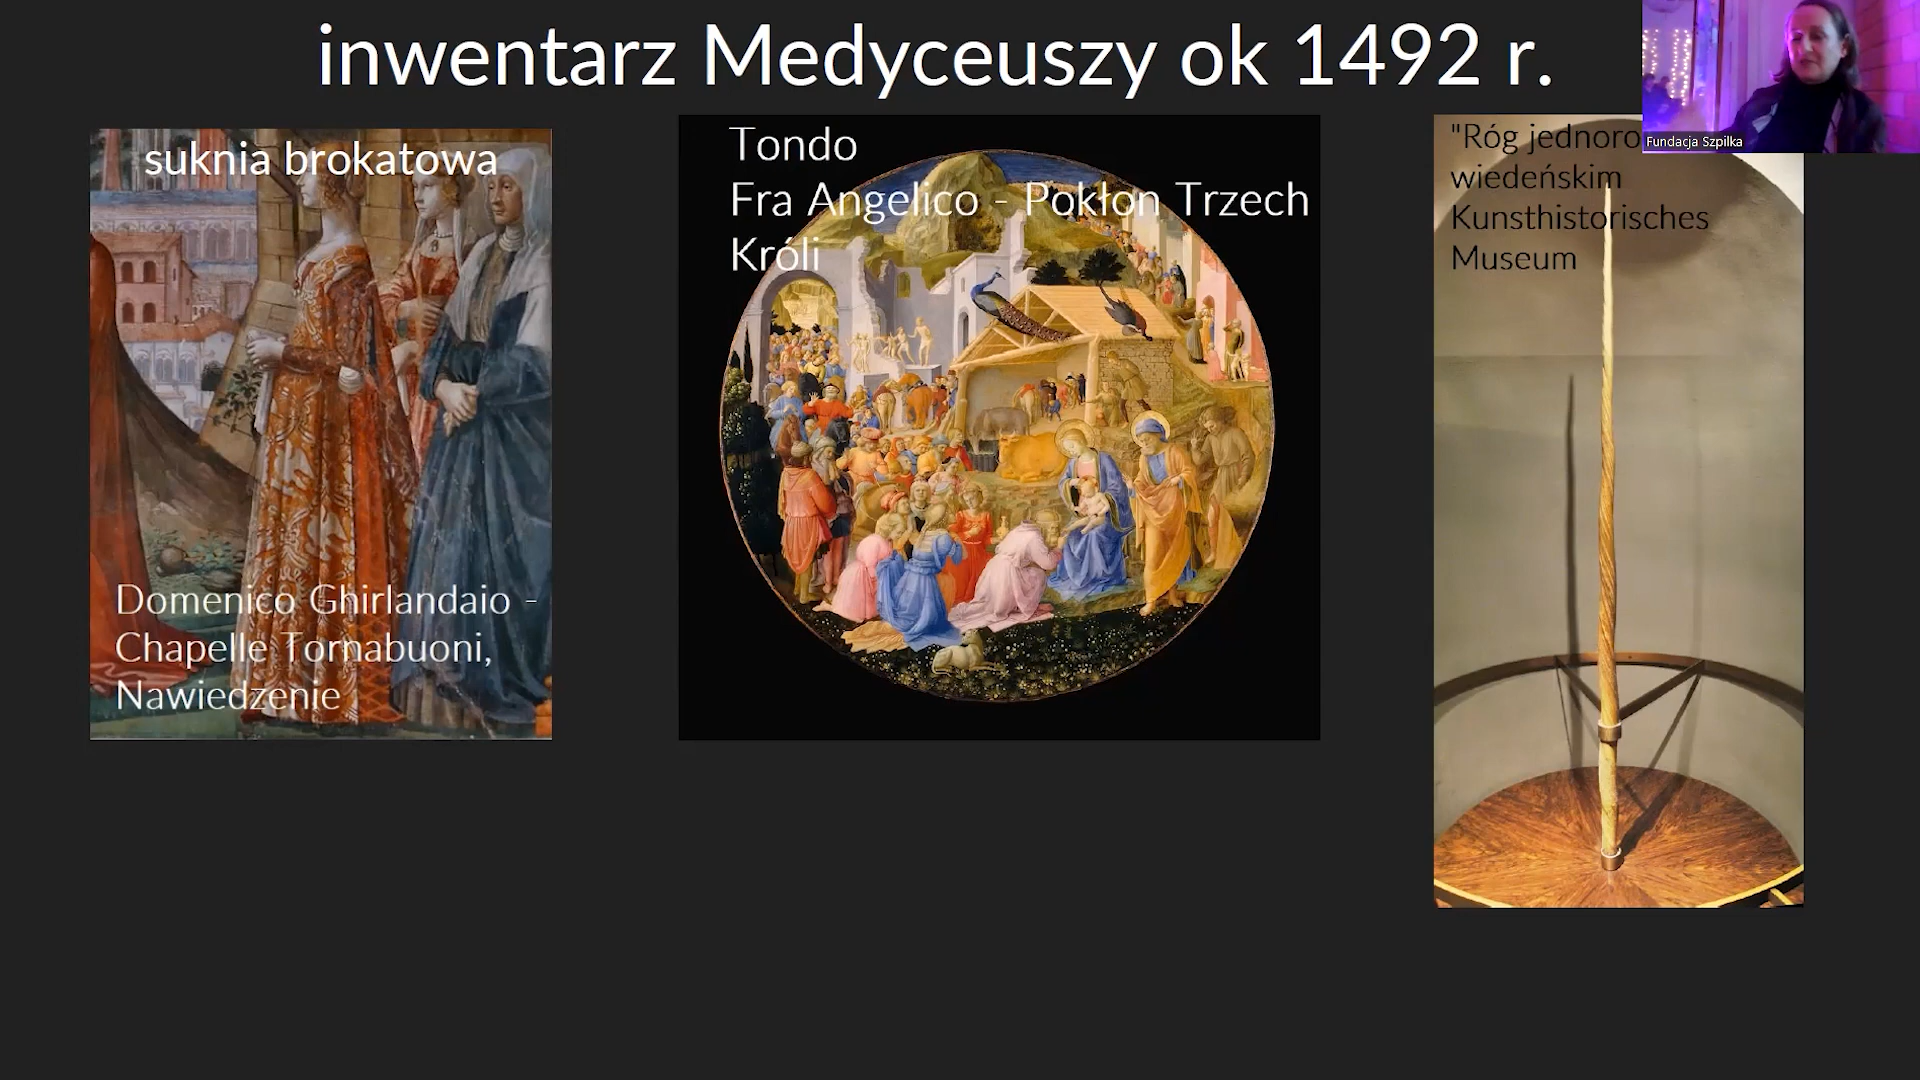 inwentarz Medyceuszy ok 1492 r.
suknia brokatowa
Domenico Ghirlandaio -
Chapelle Tornabuoni,
Nawiedzenie
Tondo
Fra Angelico - Pokłon Trzech
Króli
"Róg jednoro
wiedeńskim
Kunsthistorisches
Museum
Fundacja Szpilka